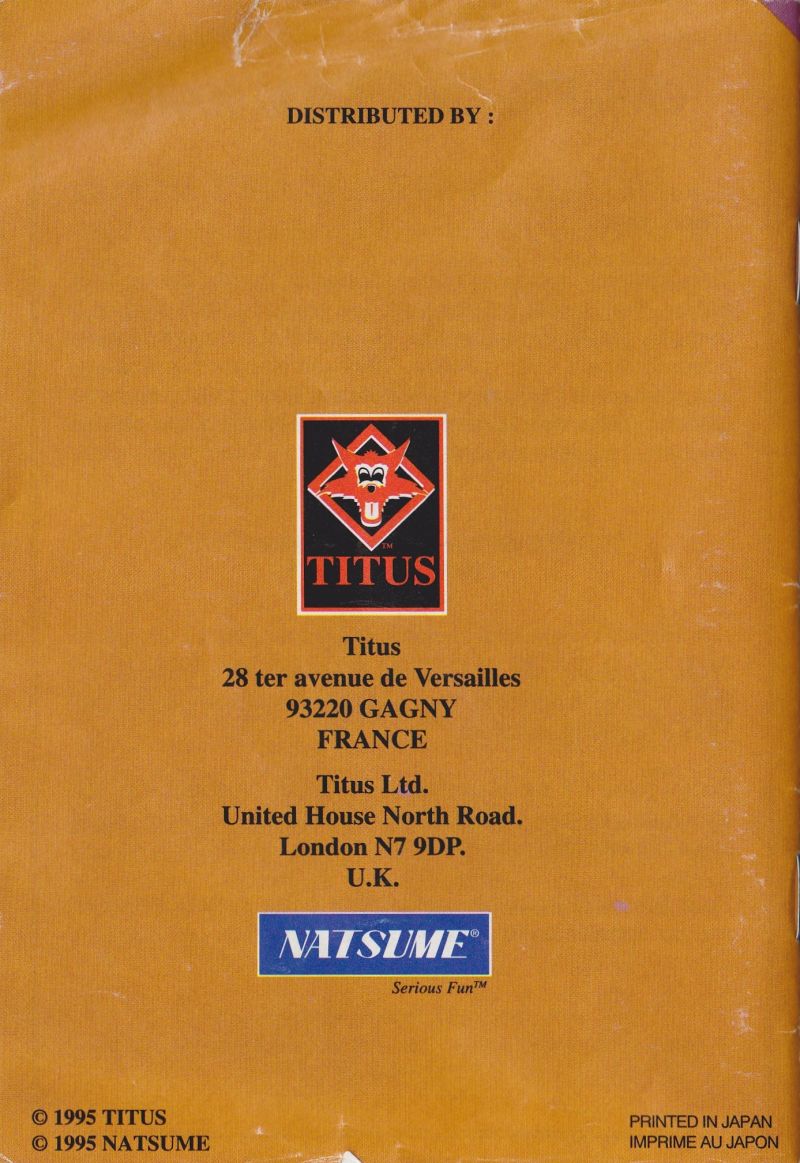 DISTRIBUTED BY :
TM
TITUS
Titus
28 ter avenue de Versailles
93220 GAGNY
FRANCE
Titus Ltd.
United House North Road.
London N7 9DP.
U.K.
NATSUME®
Serious Fun™
© 1995 TITUS
© 1995 NATSUME
PRINTED IN JAPAN
IMPRIME AU JAPON